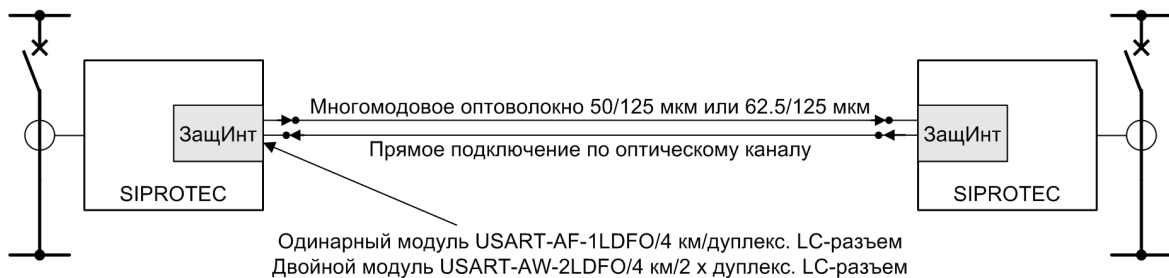 Многомодовое оптоволокно 50/125 мкм или 62.5/125 мкм
ЗащИнт
ЗащИнт
Прямое подключение по оптическому каналу
SIPROTEC
SIPROTEC
Одинарный модуль USART-AF-1LDFO/4 км/дуплекс. LC-разъем
Двойной модуль USART-AW-2LDFO/4 км/2 x дуплекс. LC-разъем